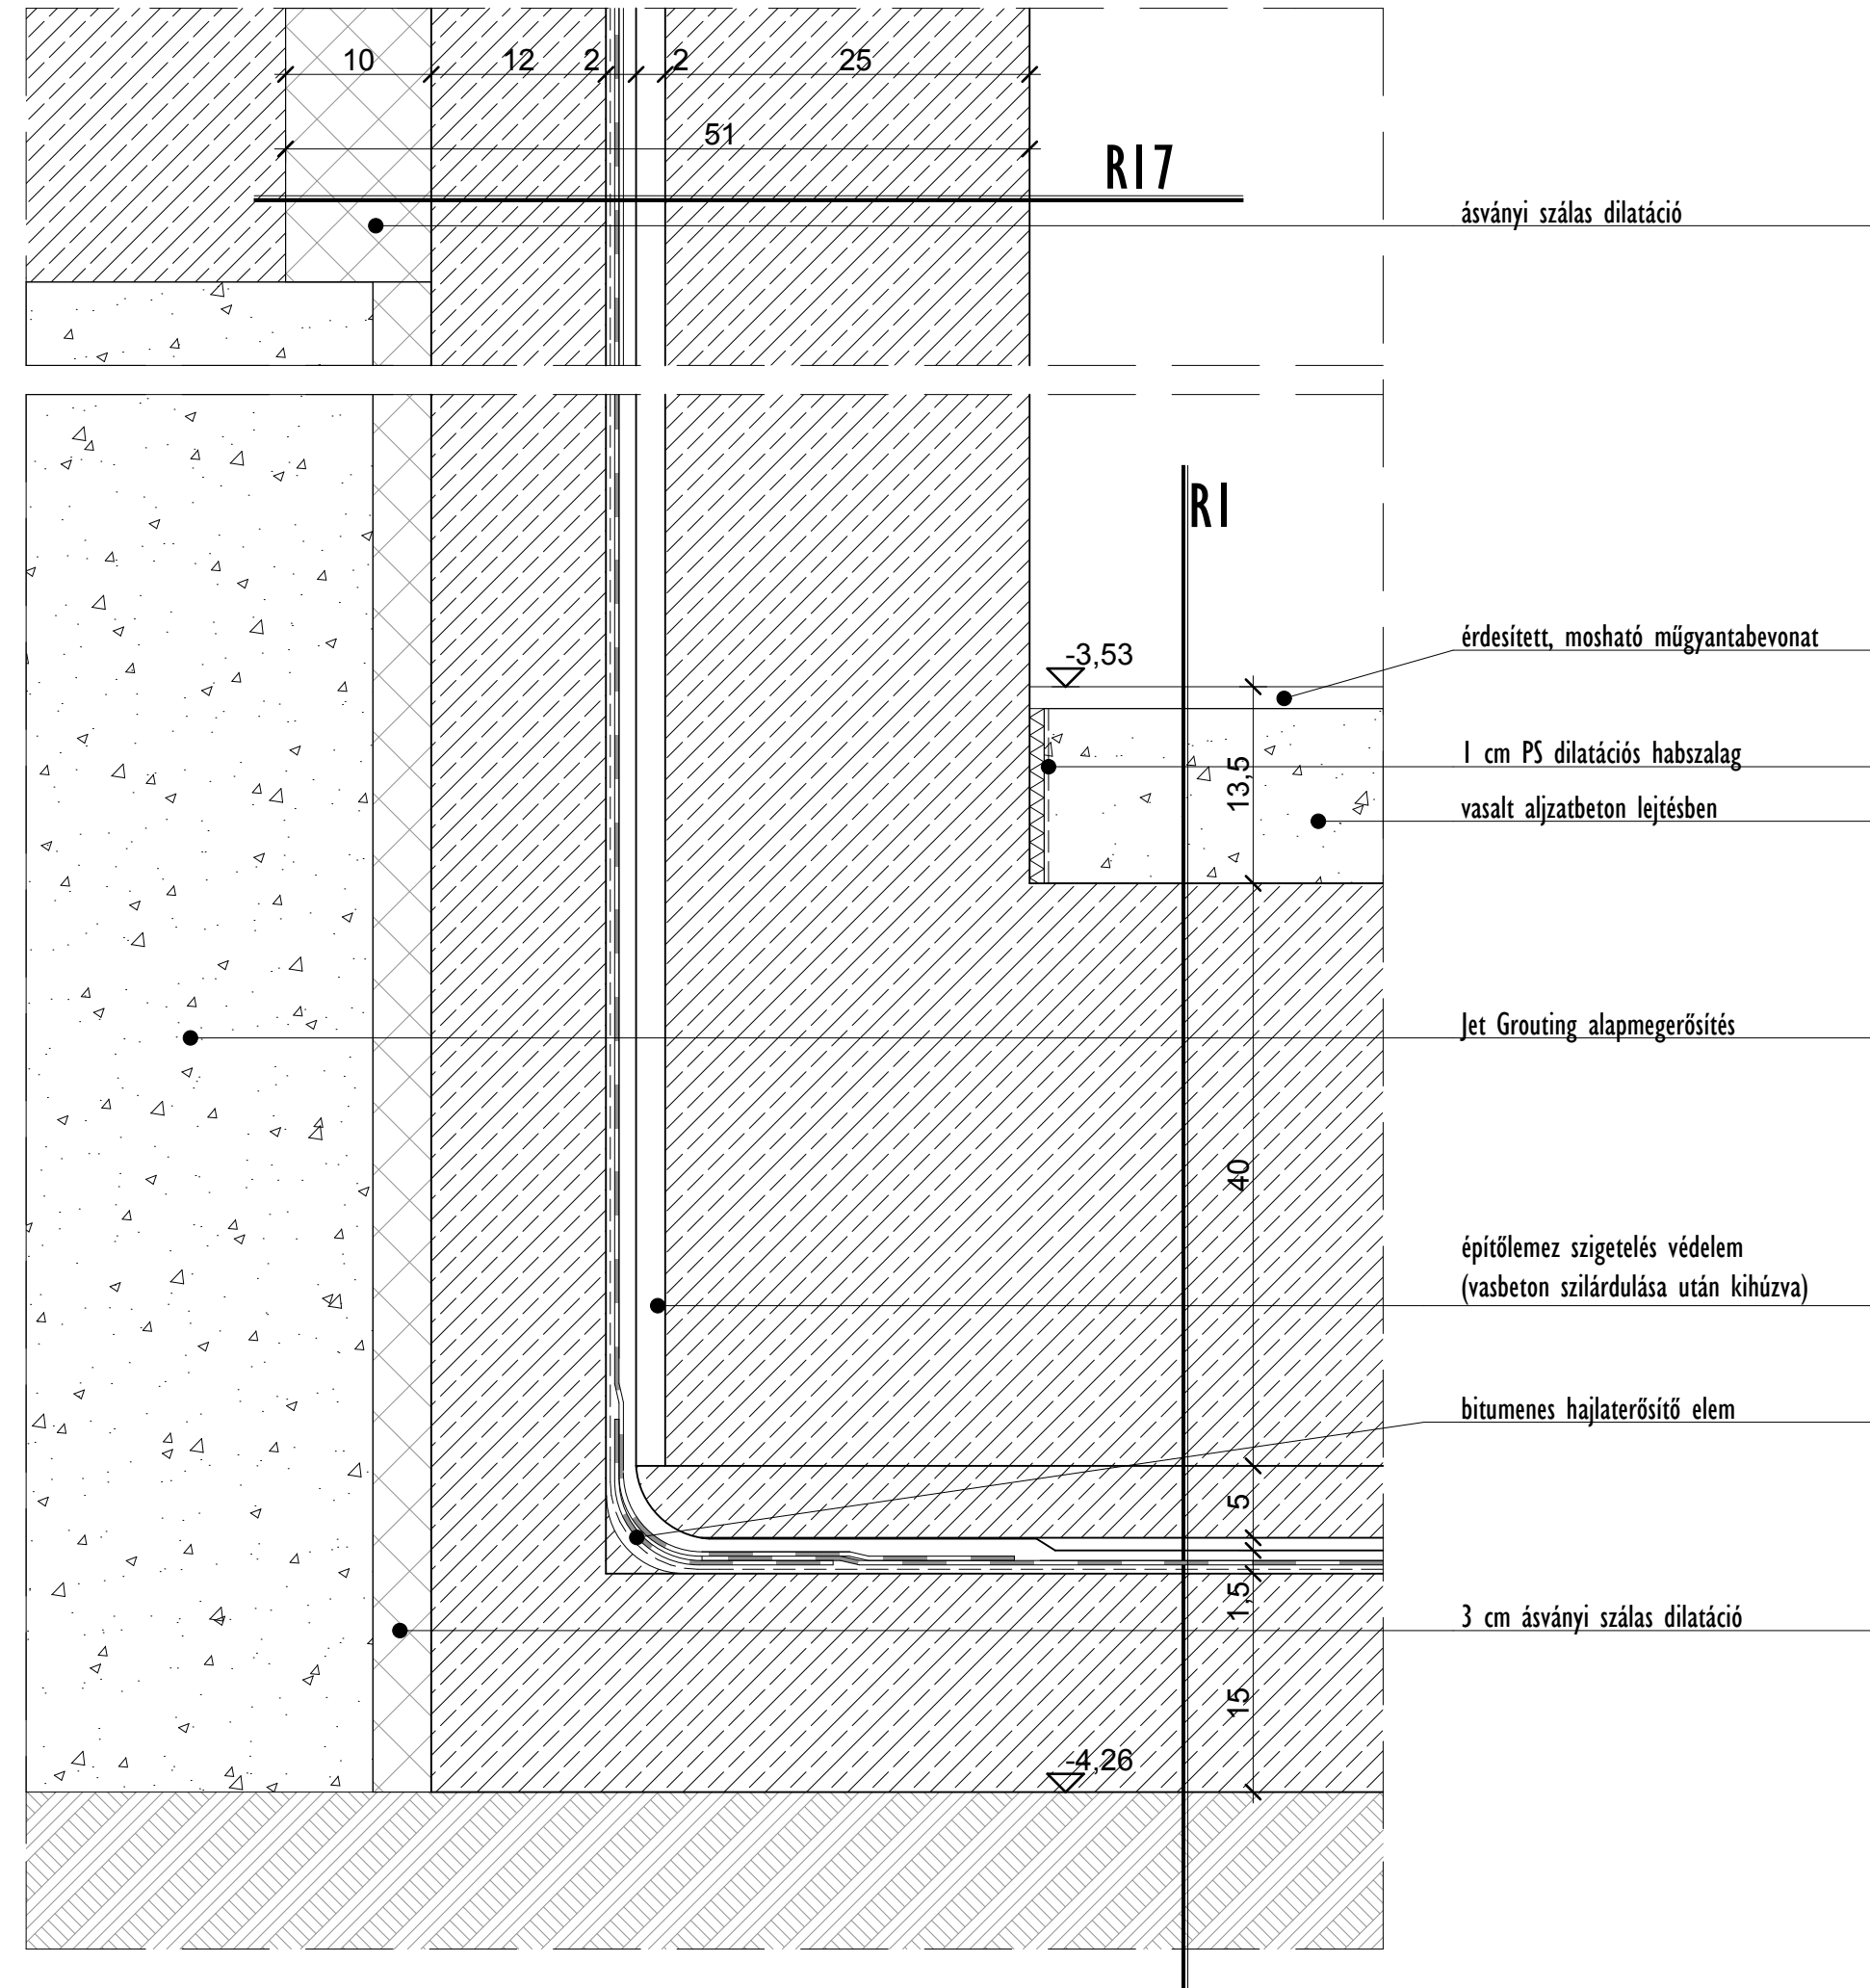 10 12 2 2 25
51
R17
ásványi szálas dilatáció
R1
-3,53
érdesített, mosható műgyantabevonat
1 cm PS dilatációs habszalag
13,5
vasalt aljzatbeton lejtésben
Jet Grouting alapmegerősítés
40
építőlemez szigetelés védelem
(vasbeton szilárdulása után kihúzva)
bitumenes hajlaterősítő elem
5
1,5
3 cm ásványi szálas dilatáció
15
-4,26